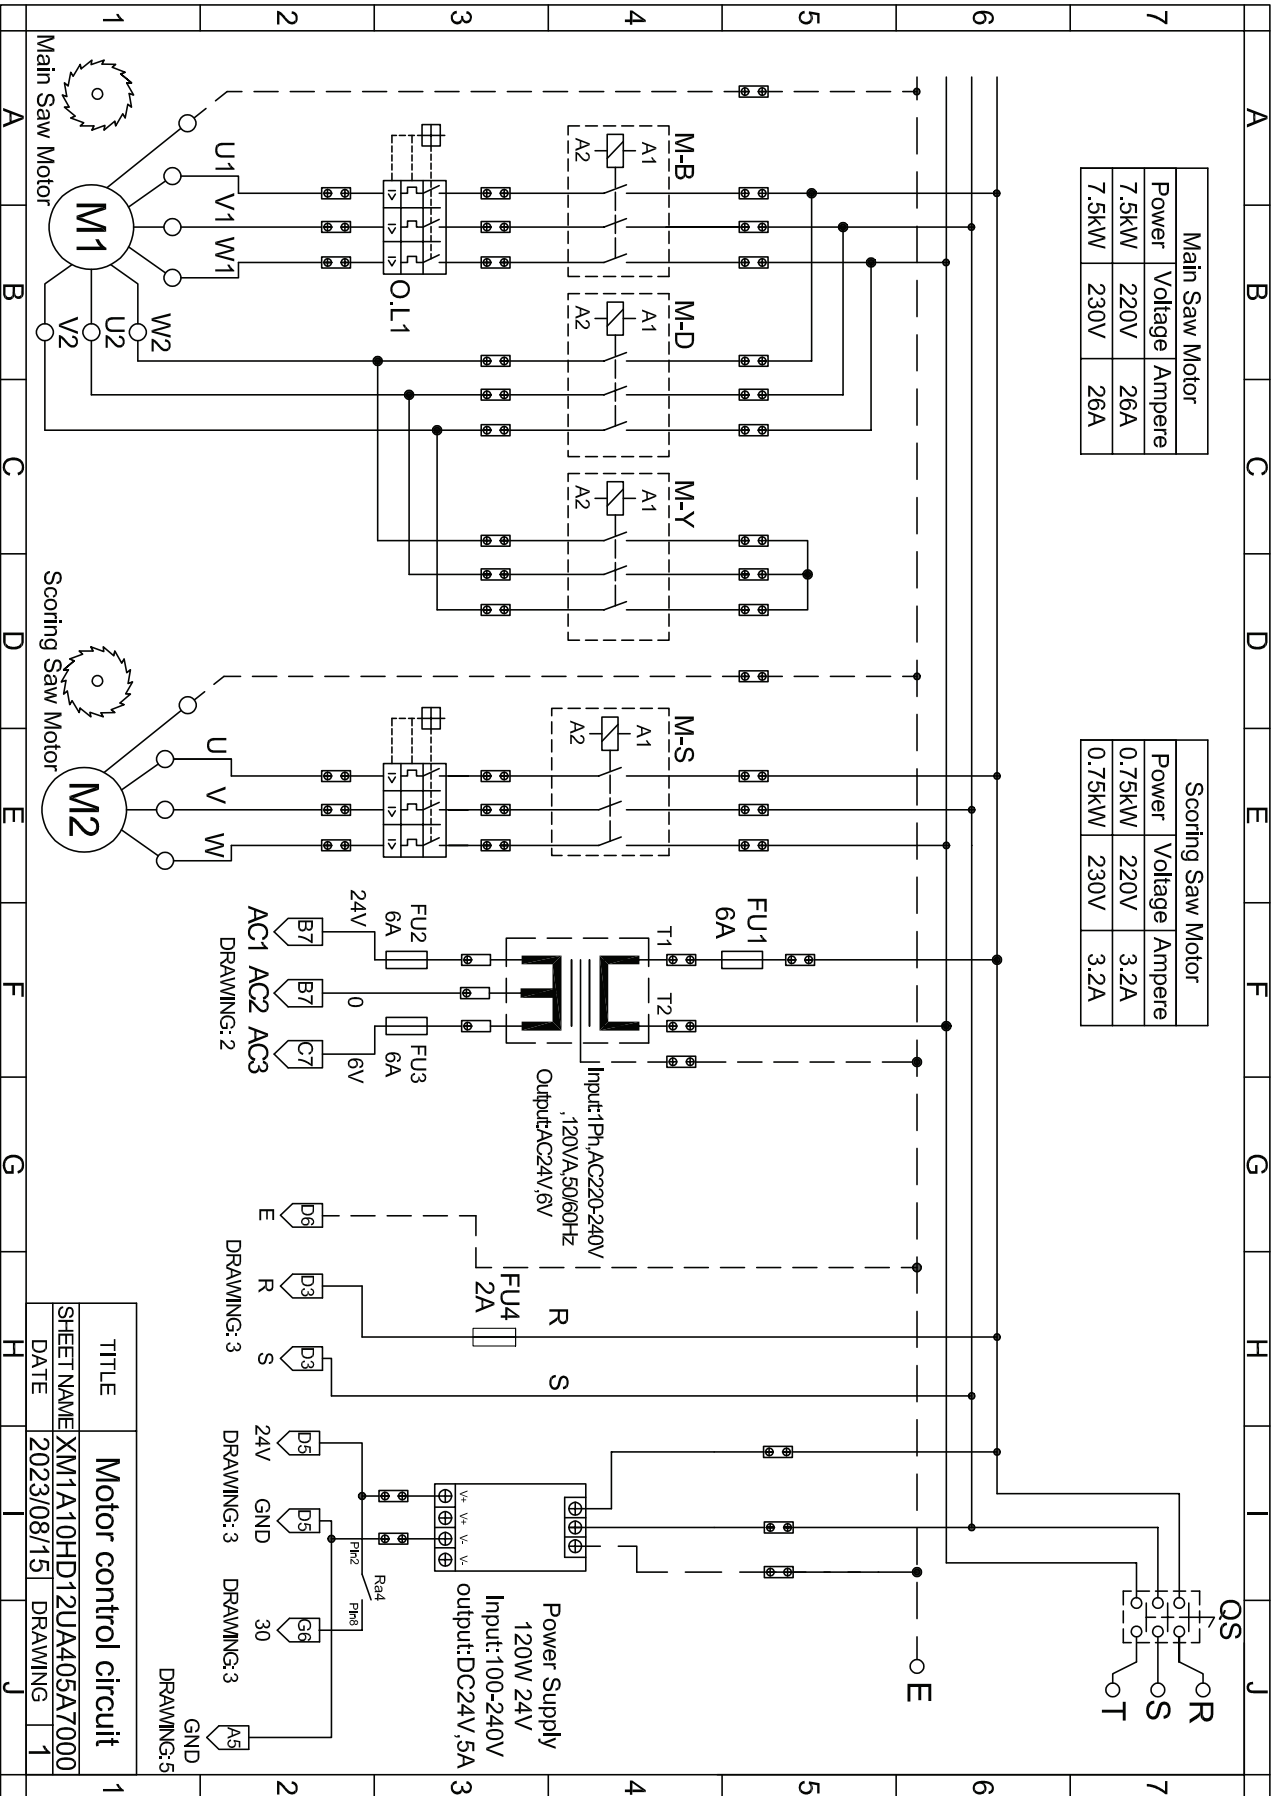 1
2
3
4
5
6
7
A
B
C
D
E
F
G
H
I
J
Main Saw Motor
Power Voltage Ampere
7.5kW 220V 26A
7.5kW 230V 26A
Scoring Saw Motor
Power Voltage Ampere
0.75kW 220V 3.2A
0.75kW 230V 3.2A
QS
R
S
T
E
M-B
A1
A2
M-D
A1
A2
M-Y
A1
A2
M-S
A1
A2
O.L1
I>
I>
I>
I>
I>
I>
Main Saw Motor
M1
U1
V1
W1
W2
U2
V2
Scoring Saw Motor
M2
U
V
W
FU1
6A
T1
T2
FU2
6A
FU3
6A
24V
0
6V
B7
B7
C7
AC1 AC2 AC3
DRAWING: 2
Input:1Ph,AC220-240V
,120VA,50/60Hz
Output:AC24V,6V
R
S
FU4
2A
D6
D3
D3
E
R
S
DRAWING: 3
V+
V+
V-
V-
Power Supply
120W 24V
Input:100-240V
output:DC24V,5A
Pin2
Ra4
Pin8
D5
D5
G6
24V
GND
30
DRAWING: 3
DRAWING:3
A5
GND
DRAWING:5
TITLE Motor control circuit
SHEET NAME XM1A10HD12UA405A7000
DATE 2023/08/15 DRAWING 1
A
B
C
D
E
F
G
H
I
J
1
2
3
4
5
6
7